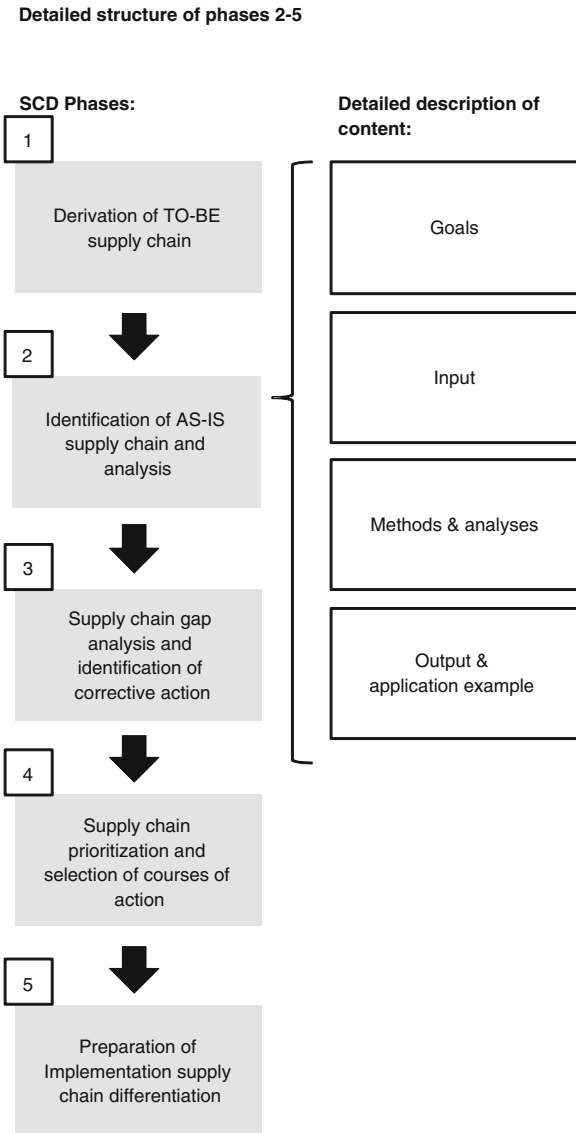 Detailed structure of phases 2-5
SCD Phases:
1
Derivation of TO-BE
supply chain
2
Identification of AS-IS
supply chain and
analysis
3
Supply chain gap
analysis and
identification of
corrective action
4
Supply chain
prioritization and
selection of courses of
action
5
Preparation of
Implementation supply
chain differentiation
Detailed description of
content:
Goals
Input
Methods & analyses
Output &
application example